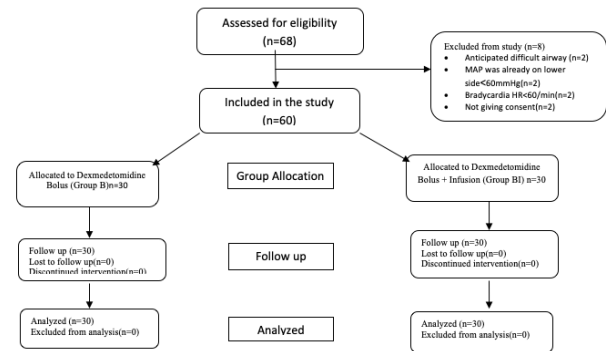 Assessed for eligibility
(n=68)
Excluded from study (n=8)
• Anticipated difficult airway (n=2)
• MAP was already on lower
side<60mmHg(n=2)
• Bradycardia HR<60/min(n=2)
• Not giving consent(n=2)
Included in the study
(n=60)
Allocated to Dexmedetomidine
Bolus (Group B)n=30
Group Allocation
Allocated to Dexmedetomidine
Bolus + Infusion (Group BI) n=30
Follow up (n=30)
Lost to follow up(n=0)
Discontinued intervention(n=0)
Follow up
Follow up (n=30)
Lost to follow up(n=0)
Discontinued intervention(n=0)
Analyzed (n=30)
Excluded from analysis(n=0)
Analyzed
Analyzed (n=30)
Excluded from analysis(n=0)